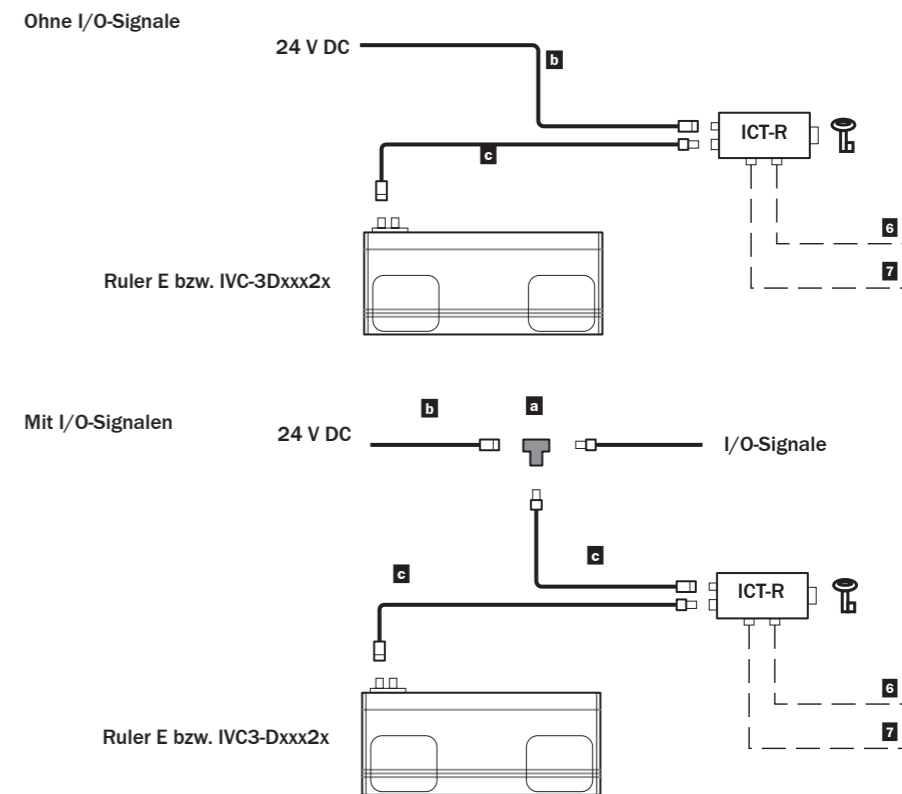 Ohne I/O-Signale
24 V DC
b
ICT-R
c
6
Ruler E bzw. IVC-3Dxxx2x
7
Mit I/O-Signalen
b
a
24 V DC
I/O-Signale
c
c
ICT-R
6
Ruler E bzw. IVC3-Dxxx2x
7